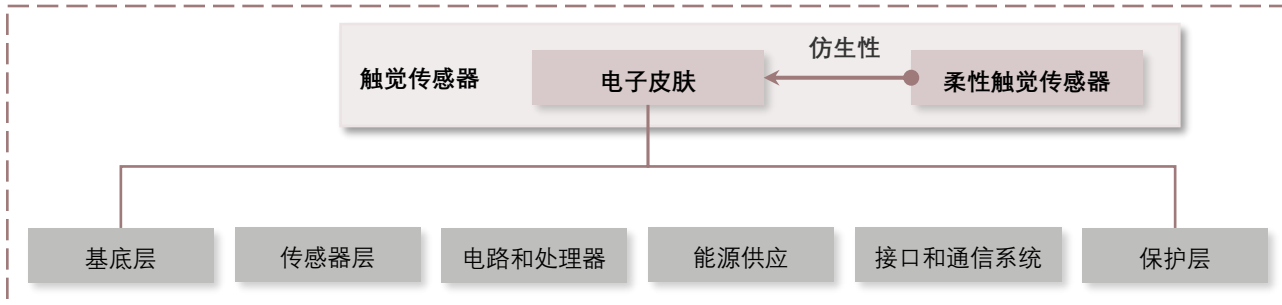 仿生性
触觉传感器
电子皮肤
柔性触觉传感器
基底层
传感器层
电路和处理器
能源供应
接口和通信系统
保护层